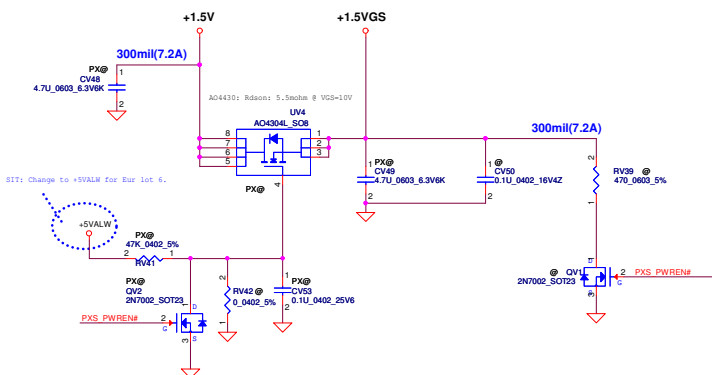 +1.5V
+1.5VGS
300mil(7.2A)
PX@
CV48
4.7U_0603_6.3V6K
1
2
AO4430: Rdson: 5.5mohm @ VGS=10V
UV4
AO4304L_SO8
8
7
6
5
1
2
3
4
PX@
300mil(7.2A)
1
PX@
CV49
4.7U_0603_6.3V6K
2
1
@
CV50
0.1U_0402_16V4Z
2
2
RV39 @
470_0603_5%
1
SIT: Change to +5VALW for Eur lot 6.
+5VALW
PX@
47K_0402_5%
2
1
RV41
PX@
QV2
2N7002_SOT23
1
D
PXS_PWREN#
2
G
3
S
2
RV42 @
0_0402_5%
1
1
PX@
CV53
0.1U_0402_25V6
2
@
QV1
2N7002_SOT23
2
G
3
PXS_PWREN#